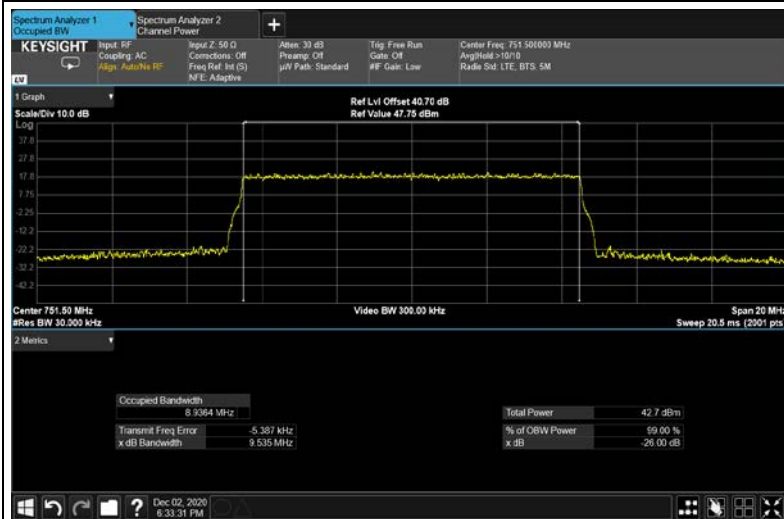 Spectrum Analyzer 1
Occupied BW
Spectrum Analyzer 2
Channel Power
KEYSIGHT
Input: RF
Coupling: AC
Align: Auto/No RF
Input Z: 50 Ω
Corrections: Off
Freq Ref: Int (S)
NFE: Adaptive
Atten: 30 dB
Preamp: Off
µW Path: Standard
Trig: Free Run
Gate: Off
#IF Gain: Low
Center Freq: 751.500000 MHz
Avg|Hold:>10/10
Radio Std: LTE, BTS, 5M
LXI
1 Graph
Scale/Div 10.0 dB
Ref Lvl Offset 40.70 dB
Ref Value 47.75 dBm
Log
37.8
27.8
17.8
7.75
-2.25
-12.2
-22.2
-32.2
-42.2
Center 751.50 MHz
#Res BW 30.000 kHz
Video BW 300.00 kHz
Span 20 MHz
Sweep 20.5 ms (2001 pts)
2 Metrics
Occupied Bandwidth
8.9364 MHz
Transmit Freq Error -5.387 kHz
x dB Bandwidth 9.535 MHz
Total Power 42.7 dBm
% of OBW Power 99.00 %
x dB -26.00 dB
?
Dec 02, 2020
6:33:31 PM